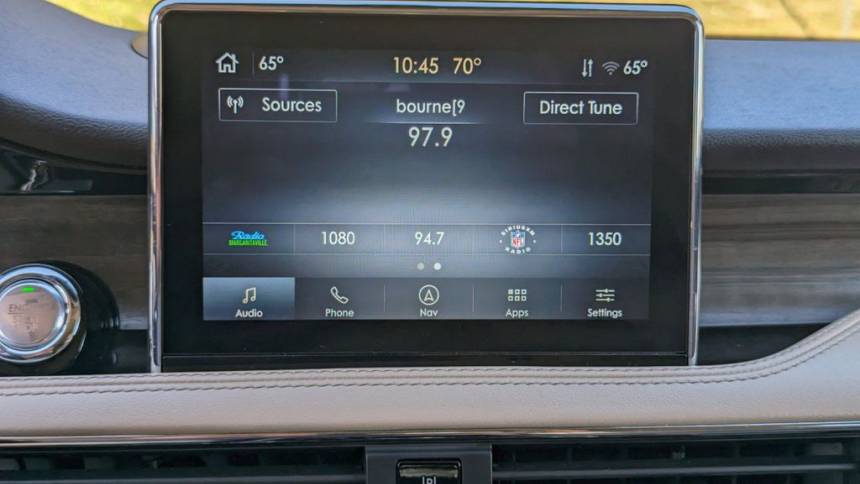 65° 10:45 70° 65°
Sources bourne[9 Direct Tune
97.9
Radio MARGARITAVILLE 1080 94.7 SIRIUSXM NFL RADIO 1350
Audio Phone Nav Apps Settings